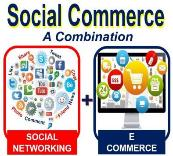 Social Commerce
A Combination
SOCIAL
NETWORKING
+
E
COMMERCE